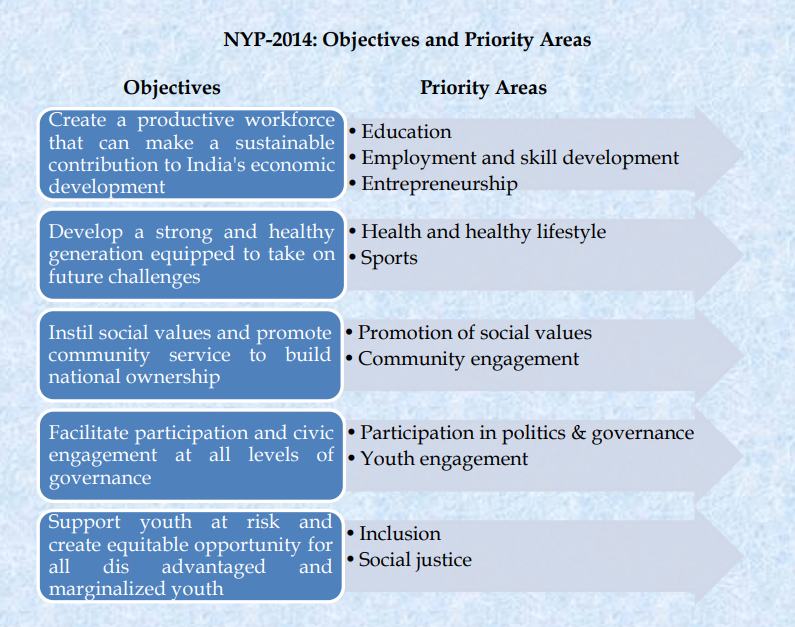 NYP-2014: Objectives and Priority Areas
Objectives
Priority Areas
Create a productive workforce
that can make a sustainable
contribution to India's economic
development
• Education
• Employment and skill development
• Entrepreneurship
Develop a strong and healthy
generation equipped to take on
future challenges
• Health and healthy lifestyle
• Sports
Instil social values and promote
community service to build
national ownership
• Promotion of social values
• Community engagement
Facilitate participation and civic
engagement at all levels of
governance
• Participation in politics & governance
• Youth engagement
Support youth at risk and
create equitable opportunity for
all dis advantaged and
marginalized youth
• Inclusion
• Social justice